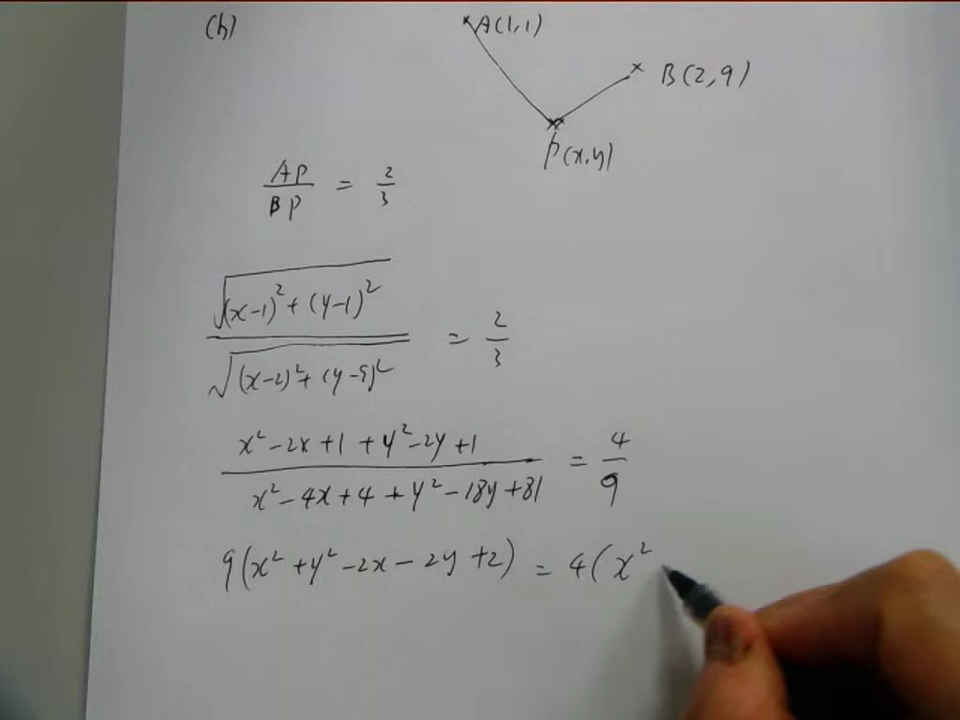 (h)
A(1,1)
B(2,9)
P(x,y)
AP/BP = 2/3
√((x-1)²+(y-1)²)/√((x-2)²+(y-9)²) = 2/3
(x²-2x+1+y²-2y+1)/(x²-4x+4+y²-18y+81) = 4/9
9(x²+y²-2x-2y+2) = 4(x²